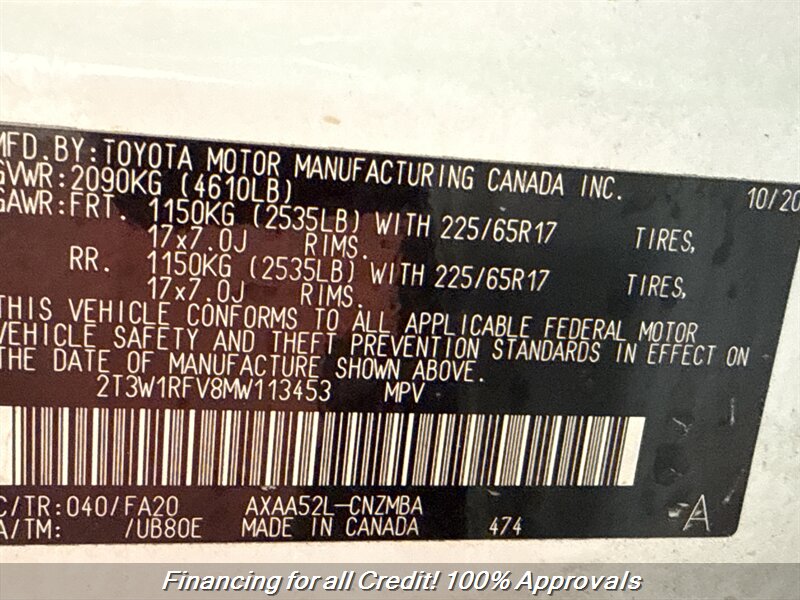 MFD.BY:TOYOTA MOTOR MANUFACTURING CANADA INC. 10/20
GVWR:2090KG (4610LB)
GAWR:FRT. 1150KG (2535LB) WITH 225/65R17 TIRES,
17x7.0J RIMS.
RR. 1150KG (2535LB) WITH 225/65R17 TIRES,
17x7.0J RIMS.
THIS VEHICLE CONFORMS TO ALL APPLICABLE FEDERAL MOTOR
VEHICLE SAFETY AND THEFT PREVENTION STANDARDS IN EFFECT ON
THE DATE OF MANUFACTURE SHOWN ABOVE.
2T3W1RFV8MW113453 MPV
C/TR:040/FA20 AXAA52L-CNZMBA
A/TM: /UB80E MADE IN CANADA 474 A
Financing for all Credit! 100% Approvals